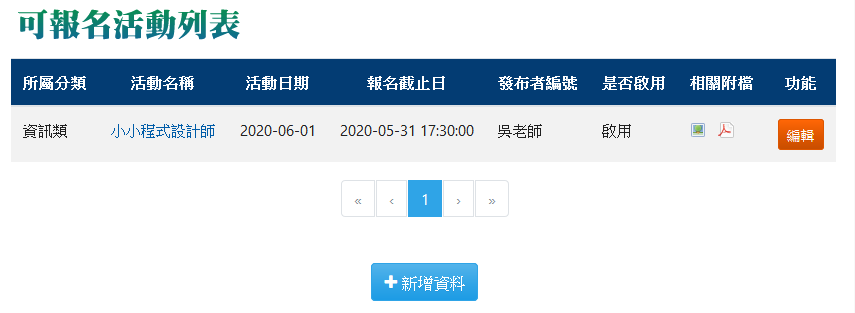 可報名活動列表
所屬分類 活動名稱 活動日期 報名截止日 發布者編號 是否啟用 相關附檔 功能
資訊類 小小程式設計師 2020-06-01 2020-05-31 17:30:00 吳老師 啟用 編輯
« ‹ 1 › »
+ 新增資料